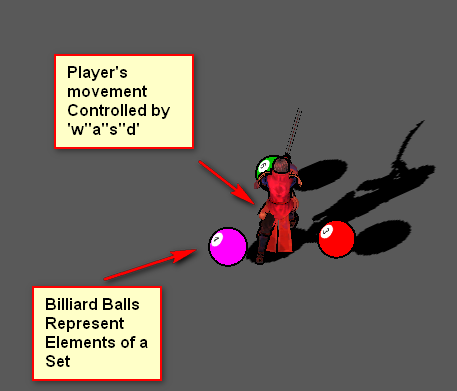 Player's
movement
Controlled by
'w''a''s''d'
Billiard Balls
Represent
Elements of a
Set